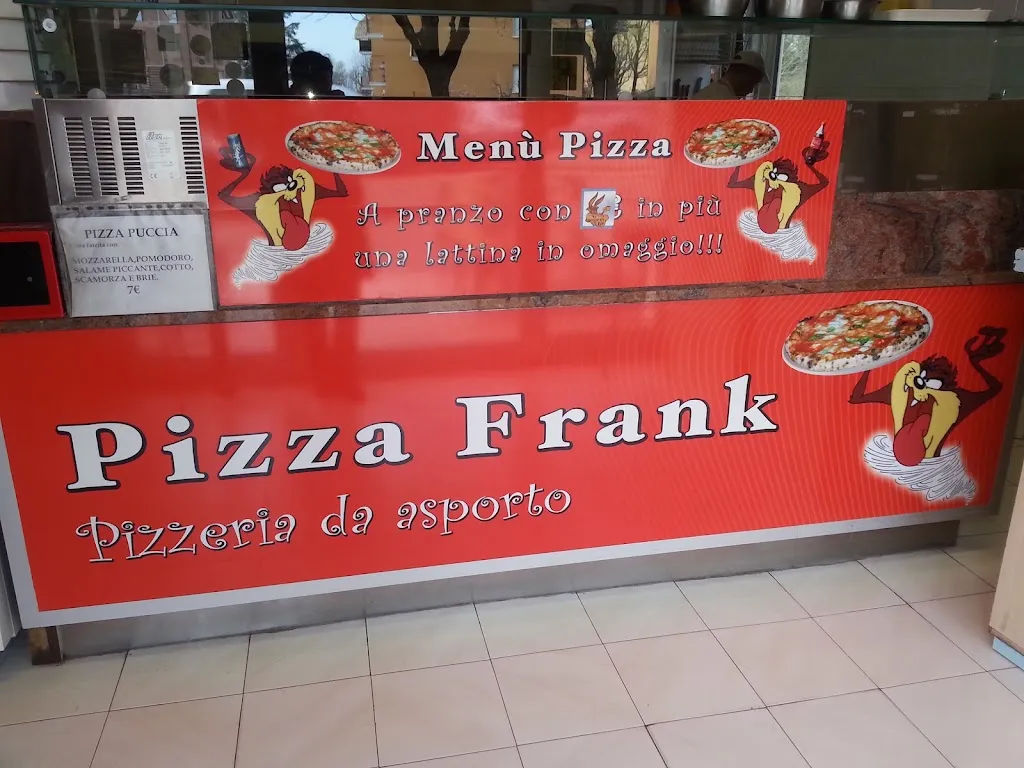 Menù Pizza
A pranzo con € in più
una lattina in omaggio!!!
PIZZA PUCCIA
MOZZARELLA,POMODORO,
SALAME PICCANTE,COTTO,
SCAMORZA E BRIE.
7€
Pizza Frank
Pizzeria da asporto